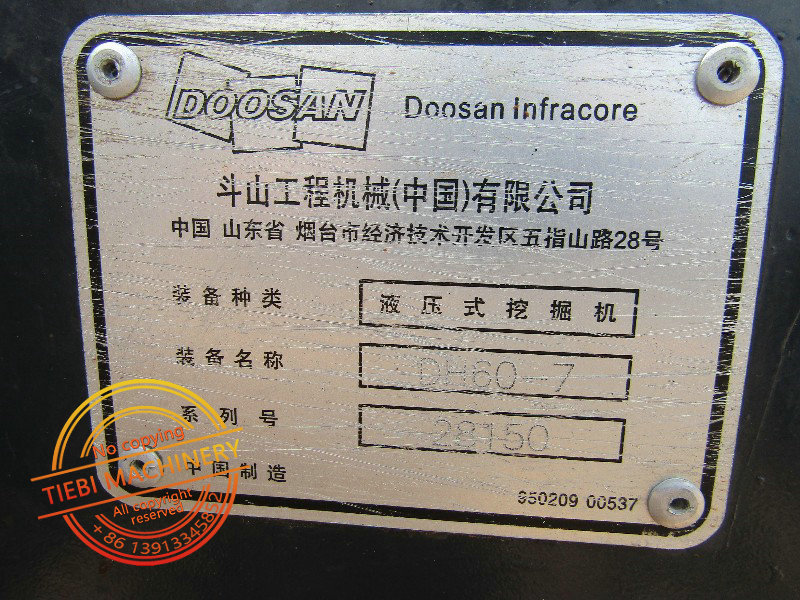 DOOSAN Doosan Infracore
斗山工程机械(中国)有限公司
中国 山东省 烟台市经济技术开发区五指山路28号
装备种类 液压式挖掘机
装备名称 DH60-7
系列号 28150
中国制造
950209 00537
No copying
TIEBI MACHINERY
All copyright
reserved
+86 13913345852